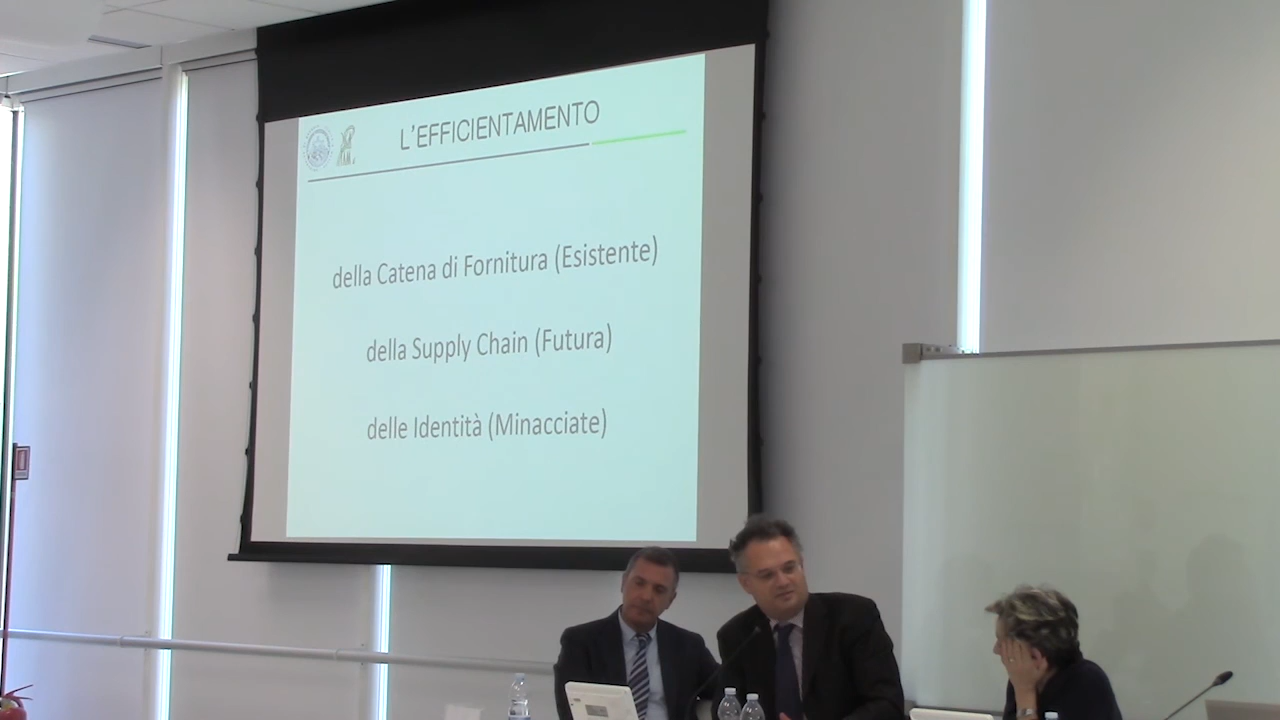 L'EFFICIENTAMENTO
della Catena di Fornitura (Esistente)
della Supply Chain (Futura)
delle Identità (Minacciate)